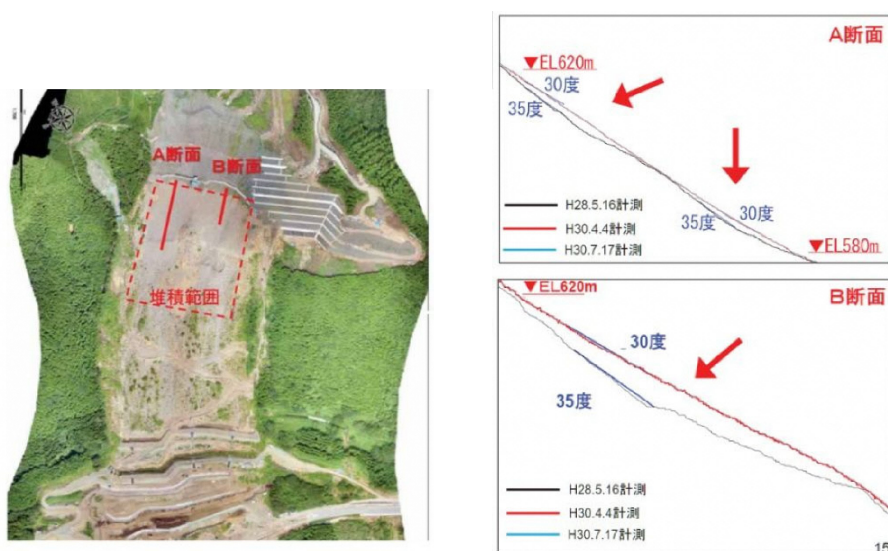 A断面
B断面
堆積範囲
A断面
▼EL620m
30度
35度
35度
30度
H28.5.16計測
H30.4.4計測
H30.7.17計測
▼EL580m
B断面
▼EL620m
30度
35度
H28.5.16計測
H30.4.4計測
H30.7.17計測
15